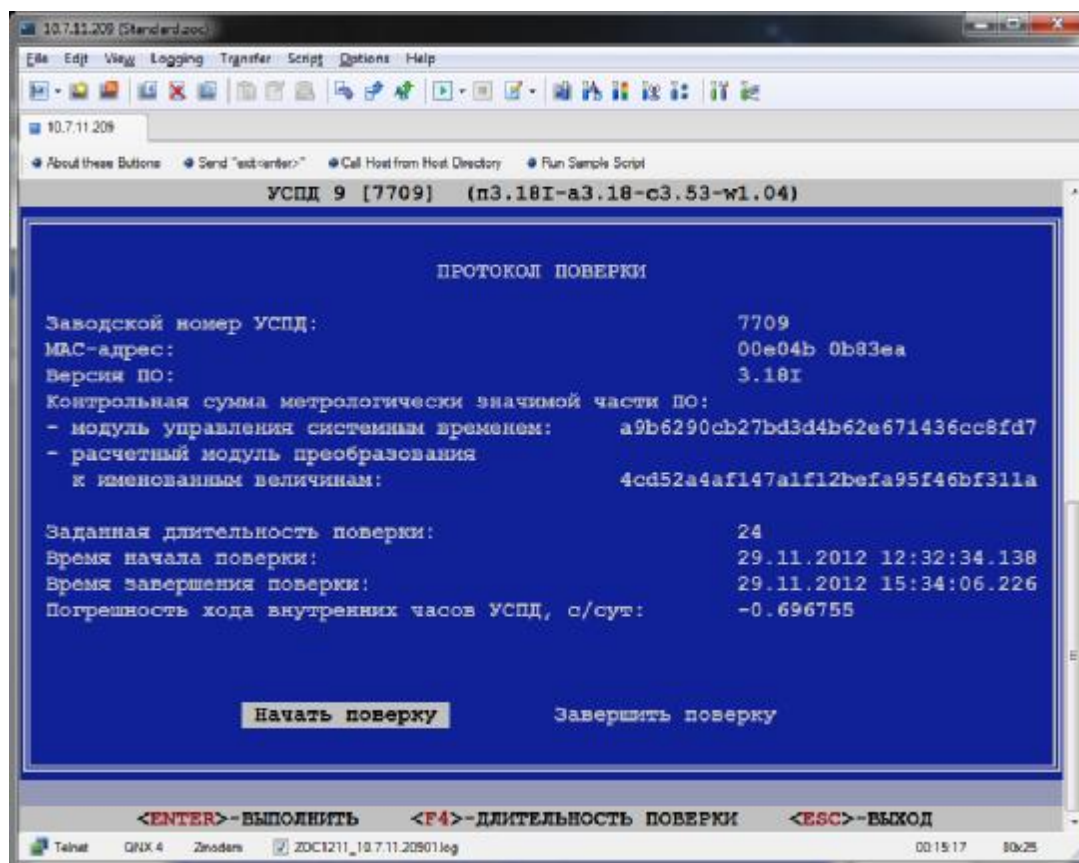 10.7.11.209 (Standard.zoc)
File Edit View Logging Transfer Script Options Help
10.7.11.209
About these Buttons Send "exit<enter>" Call Host from Host Directory Run Sample Script
УСПД 9 [7709] (п3.18I-а3.18-с3.53-w1.04)
ПРОТОКОЛ ПОВЕРКИ
Заводской номер УСПД: 7709
MAC-адрес: 00e04b 0b83ea
Версия ПО: 3.18I
Контрольная сумма метрологически значимой части ПО:
- модуль управления системным временем: a9b6290cb27bd3d4b62e671436cc8fd7
- расчетный модуль преобразования
к именованным величинам: 4cd52a4af147a1f12befa95f46bf311a
Заданная длительность поверки: 24
Время начала поверки: 29.11.2012 12:32:34.138
Время завершения поверки: 29.11.2012 15:34:06.226
Погрешность хода внутренних часов УСПД, с/сут: -0.696755
Начать поверку Завершить поверку
<ENTER>-ВЫПОЛНИТЬ <F4>-ДЛИТЕЛЬНОСТЬ ПОВЕРКИ <ESC>-ВЫХОД
Telnet QNX 4 Zmodem ZOC1211_10.7.11.20901.log 00:15:17 80x25